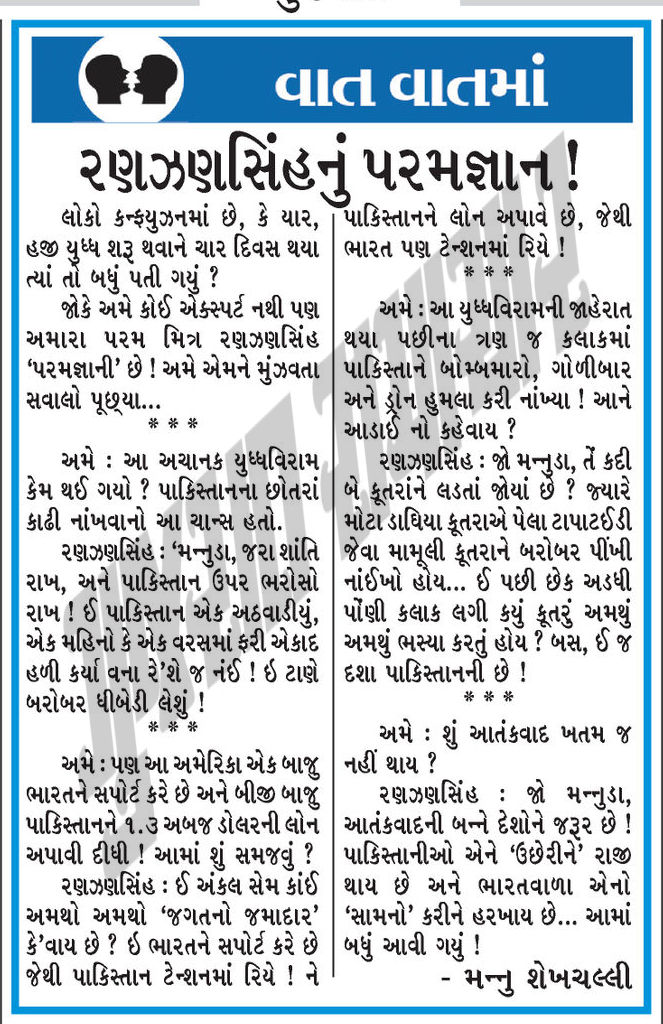 વાત વાતમાં
રણઝણસિંહનું પરમજ્ઞાન !
લોકો કન્ફયુઝનમાં છે, કે યાર,
હજી યુધ્ધ શરૂ થવાને ચાર દિવસ થયા
ત્યાં તો બધું પતી ગયું ?
જોકે અમે કોઈ એક્સ્પર્ટ નથી પણ
અમારા પરમ મિત્ર રણઝણસિંહ
‘પરમજ્ઞાની’ છે ! અમે એમને મુંઝવતા
સવાલો પૂછ્યા...
***
અમે : આ અચાનક યુધ્ધવિરામ
કેમ થઈ ગયો ? પાકિસ્તાનના છોતરાં
કાઢી નાંખવાનો આ ચાન્સ હતો.
રણઝણસિંહ : ‘મન્નુડા, જરા શાંતિ
રાખ, અને પાકિસ્તાન ઉપર ભરોસો
રાખ ! ઈ પાકિસ્તાન એક અઠવાડીયું,
એક મહિનો કે એક વરસમાં ફરી એકાદ
હળી કર્યા વના રે’શે જ નંઈ ! ઇ ટાણે
બરોબર ધીબેડી લેશું !
***
અમે : પણ આ અમેરિકા એક બાજુ
ભારતને સપોર્ટ કરે છે અને બીજી બાજુ
પાકિસ્તાનને ૧.૩ અબજ ડોલરની લોન
અપાવી દીધી ! આમાં શું સમજવું ?
રણઝણસિંહ : ઈ અંકલ સેમ કાંઈ
અમથો અમથો ‘જગતનો જમાદાર’
કે’વાય છે ? ઇ ભારતને સપોર્ટ કરે છે
જેથી પાકિસ્તાન ટેન્શનમાં રિયે ! ને
પાકિસ્તાનને લોન અપાવે છે, જેથી
ભારત પણ ટેન્શનમાં રિયે !
***
અમે : આ યુધ્ધવિરામની જાહેરાત
થયા પછીના ત્રણ જ કલાકમાં
પાકિસ્તાને બોમ્બમારો, ગોળીબાર
અને ડ્રોન હુમલા કરી નાંખ્યા ! આને
આડાઈ નો કહેવાય ?
રણઝણસિંહ : જો મન્નુડા, તેં કદી
બે કૂતરાંને લડતાં જોયાં છે ? જ્યારે
મોટા ડાઘિયા કૂતરાએ પેલા ટાપાટઈડી
જેવા મામૂલી કૂતરાને બરોબર પીંખી
નાંઈખો હોય... ઈ પછી છેક અડધી
પોંણી કલાક લગી કયું કૂતરું અમથું
અમથું ભસ્યા કરતું હોય ? બસ, ઈ જ
દશા પાકિસ્તાનની છે !
***
અમે : શું આતંકવાદ ખતમ જ
નહીં થાય ?
રણઝણસિંહ : જો મન્નુડા,
આતંકવાદની બન્ને દેશોને જરૂર છે !
પાકિસ્તાનીઓ એને ‘ઉછેરીને’ રાજી
થાય છે અને ભારતવાળા એનો
‘સામનો’ કરીને હરખાય છે... આમાં
બધું આવી ગયું !
- મન્નુ શેખચલ્લી